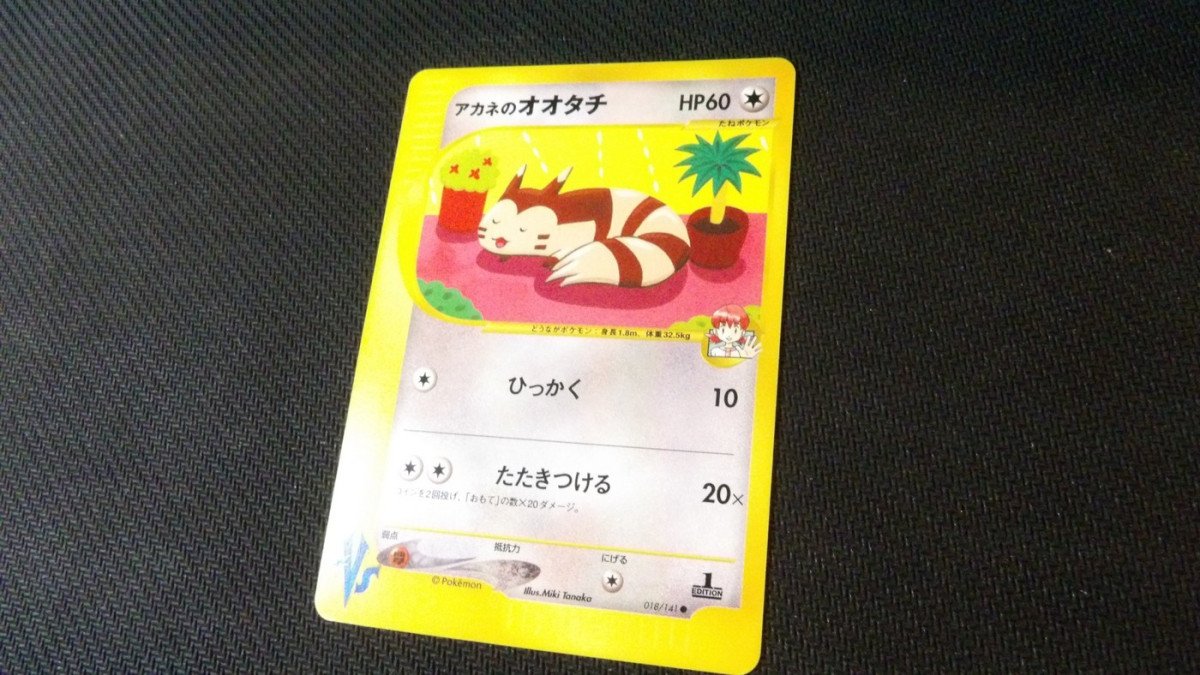 アカネのオオタチ HP60
たねポケモン
どうながポケモン：身長1.8m、体重32.5kg
ひっかく 10
たたきつける 20×
コインを2回投げ、「おもて」の数×20ダメージ。
弱点 抵抗力 にげる
VS
© Pokémon
Illus.Miki Tanaka
1
EDITION
018/141 ●